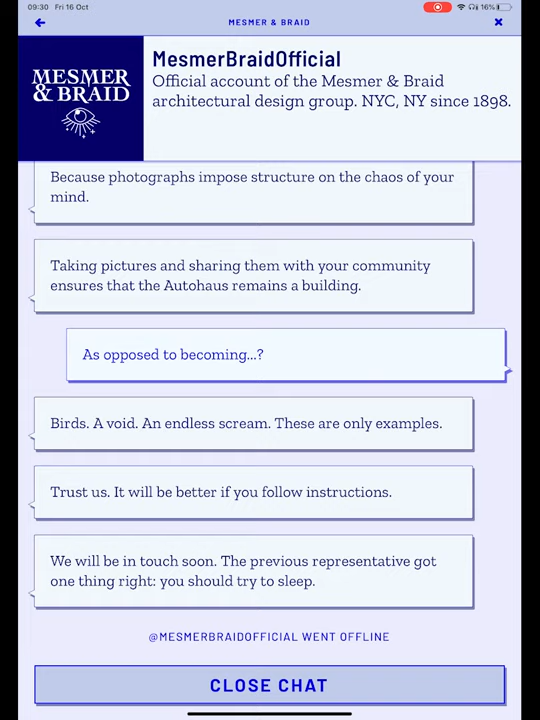 09:30 Fri 16 Oct
16%
MESMER & BRAID
MESMER
& BRAID
MesmerBraidOfficial
Official account of the Mesmer & Braid
architectural design group. NYC, NY since 1898.
Because photographs impose structure on the chaos of your
mind.
Taking pictures and sharing them with your community
ensures that the Autohaus remains a building.
As opposed to becoming...?
Birds. A void. An endless scream. These are only examples.
Trust us. It will be better if you follow instructions.
We will be in touch soon. The previous representative got
one thing right: you should try to sleep.
@MESMERBRAIDOFFICIAL WENT OFFLINE
CLOSE CHAT